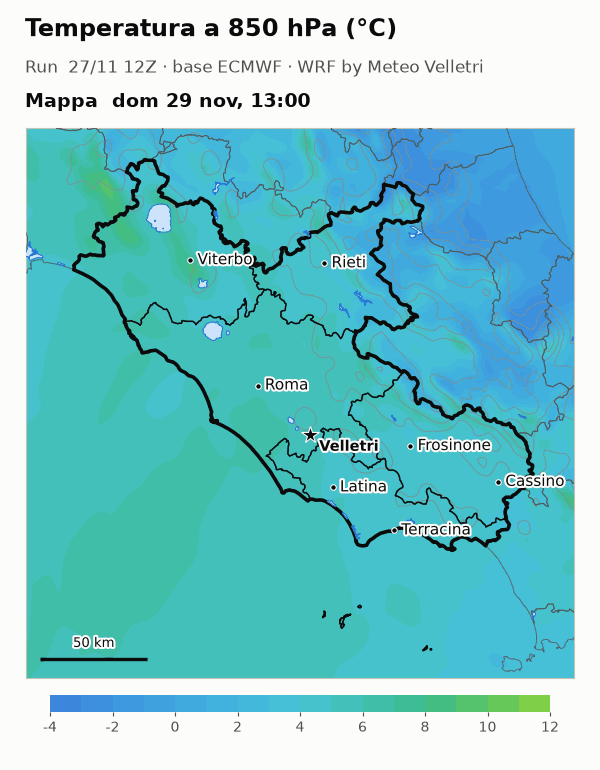 Temperatura a 850 hPa (°C)
Run  27/11 12Z · base ECMWF · WRF by Meteo Velletri
Mappa  dom 29 nov, 13:00
Viterbo
Rieti
Roma
Velletri
Frosinone
Cassino
Latina
Terracina
50 km
-4 -2 0 2 4 6 8 10 12